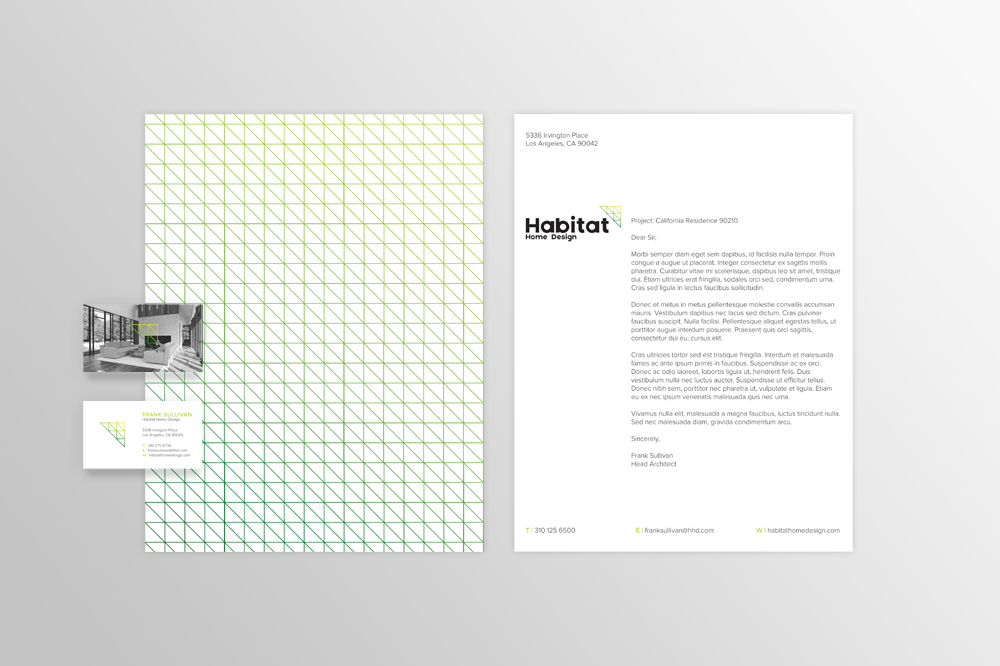 FRANK SULLIVAN
Habitat Home Design
5336 Irvington Place
Los Angeles, CA 90042
T
E franksullivan@hhd.com
W habitathomedesign.com
5336 Irvington Place
Los Angeles, CA 90042
Habitat
Home Design
Project: California Residence 90210
Dear Sir,
Morbi semper diam eget sem dapibus, id facilisis nulla tempor. Proin
congue a augue ut placerat. Integer consectetur ex sagittis mollis
pharetra. Curabitur vitae mi scelerisque, dapibus leo sit amet, tristique
dui. Etiam ultrices erat fringilla, sodales orci sed, condimentum urna.
Cras sed ligula in lectus faucibus sollicitudin.
Donec et metus in metus pellentesque molestie convallis accumsan
mauris. Vestibulum dapibus nec lacus sed dictum. Cras pulvinar
faucibus suscipit. Nulla facilisi. Pellentesque aliquet egestas tellus, ut
porttitor augue interdum posuere. Praesent quis orci sagittis,
consectetur dui eu, cursus elit.
Cras ultricies tortor sed est tristique fringilla. Interdum et malesuada
fames ac ante ipsum primis in faucibus. Suspendisse ac ex orci.
Donec ac odio laoreet, lobortis ligula ut, hendrerit felis. Duis
vestibulum nulla nec luctus auctor. Suspendisse ut efficitur tellus.
Donec nibh sem, porttitor nec pharetra ut, vulputate et ligula. Etiam
eu ex nec ipsum venenatis malesuada quis nec urna.
Vivamus nulla elit, malesuada a magna faucibus, luctus tincidunt nulla.
Sed nec malesuada diam, gravida condimentum arcu.
Sincerely,
Frank Sullivan
Head Architect
T | 310 125 6500
E | franksullivan@hhd.com
W | habitathomedesign.com